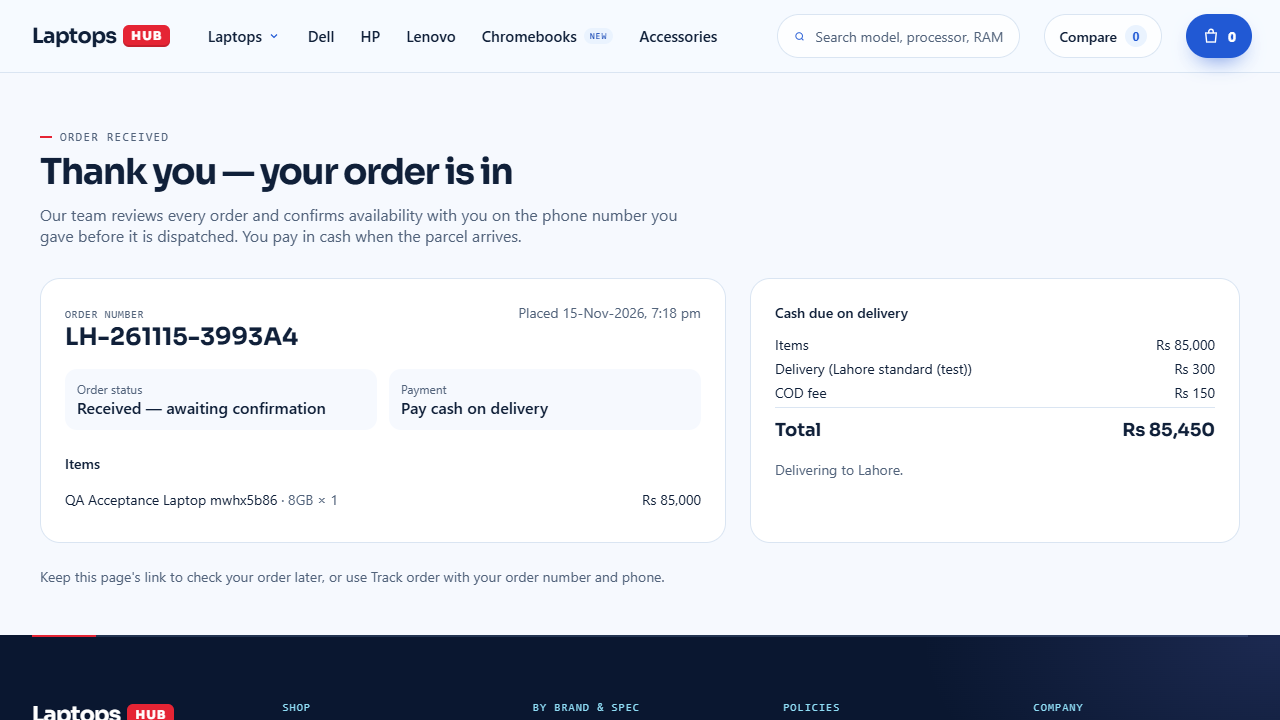 Laptops HUB Laptops Dell HP Lenovo Chromebooks NEW Accessories Search model, processor, RAM Compare 0 0
ORDER RECEIVED
Thank you — your order is in
Our team reviews every order and confirms availability with you on the phone number you
gave before it is dispatched. You pay in cash when the parcel arrives.
ORDER NUMBER
LH-261115-3993A4
Placed 15-Nov-2026, 7:18 pm
Order status
Received — awaiting confirmation
Payment
Pay cash on delivery
Items
QA Acceptance Laptop mwhx5b86 · 8GB × 1 Rs 85,000
Cash due on delivery
Items Rs 85,000
Delivery (Lahore standard (test)) Rs 300
COD fee Rs 150
Total Rs 85,450
Delivering to Lahore.
Keep this page's link to check your order later, or use Track order with your order number and phone.
Laptops HUB SHOP BY BRAND & SPEC POLICIES COMPANY